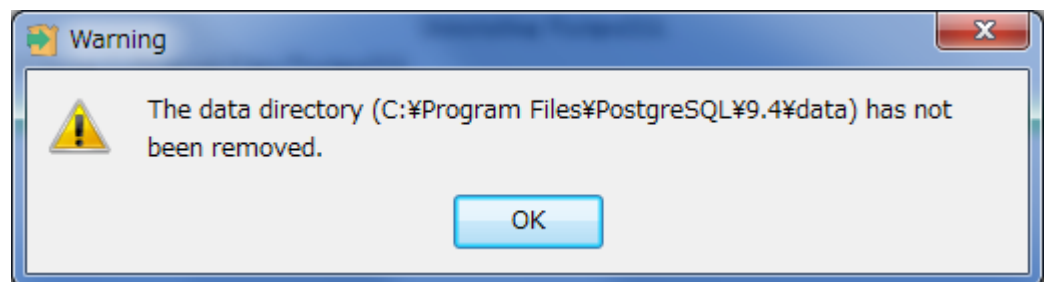 Warning
The data directory (C:¥Program Files¥PostgreSQL¥9.4¥data) has not
been removed.
OK